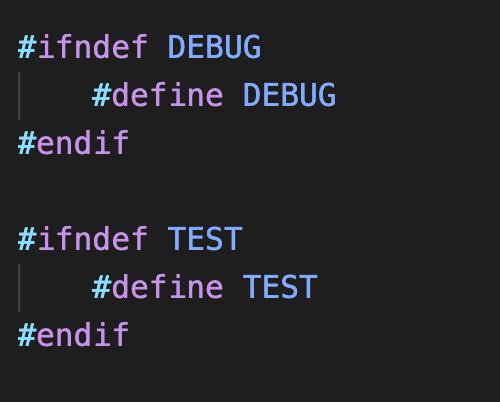 #ifndef DEBUG
    #define DEBUG
#endif

#ifndef TEST
    #define TEST
#endif